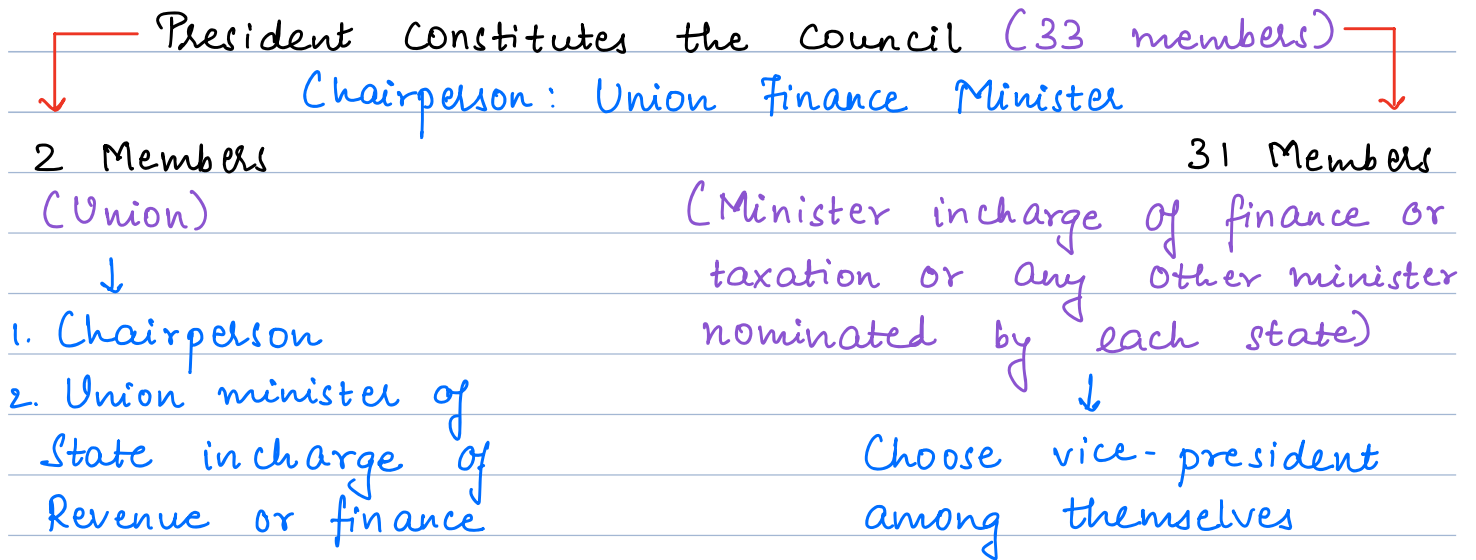 President constitutes the council (33 members)
Chairperson: Union Finance Minister
2 Members
(Union)
↓
1. Chairperson
2. Union minister of
State incharge of
Revenue or finance
31 Members
(Minister incharge of finance or
taxation or any other minister
nominated by each state)
↓
Choose vice-president
among themselves